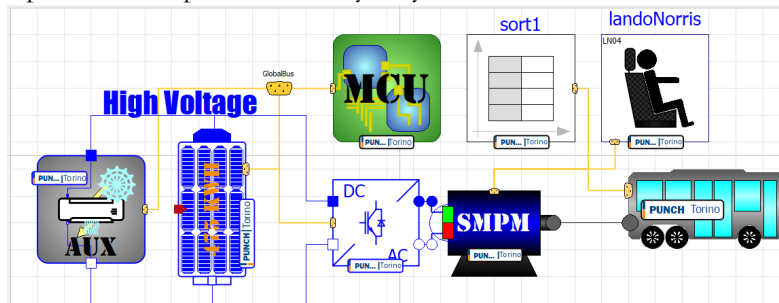 sort1
landoNorris
LN04
GlobalBus
MCU
High Voltage
PUN... Torino
PUN... Torino
PUN... Torino
PUN... Torino
DC
AC
PUN... Torino
AUX
PUNCH Torino
SMPM
PUN... Torino
PUNCH Torino